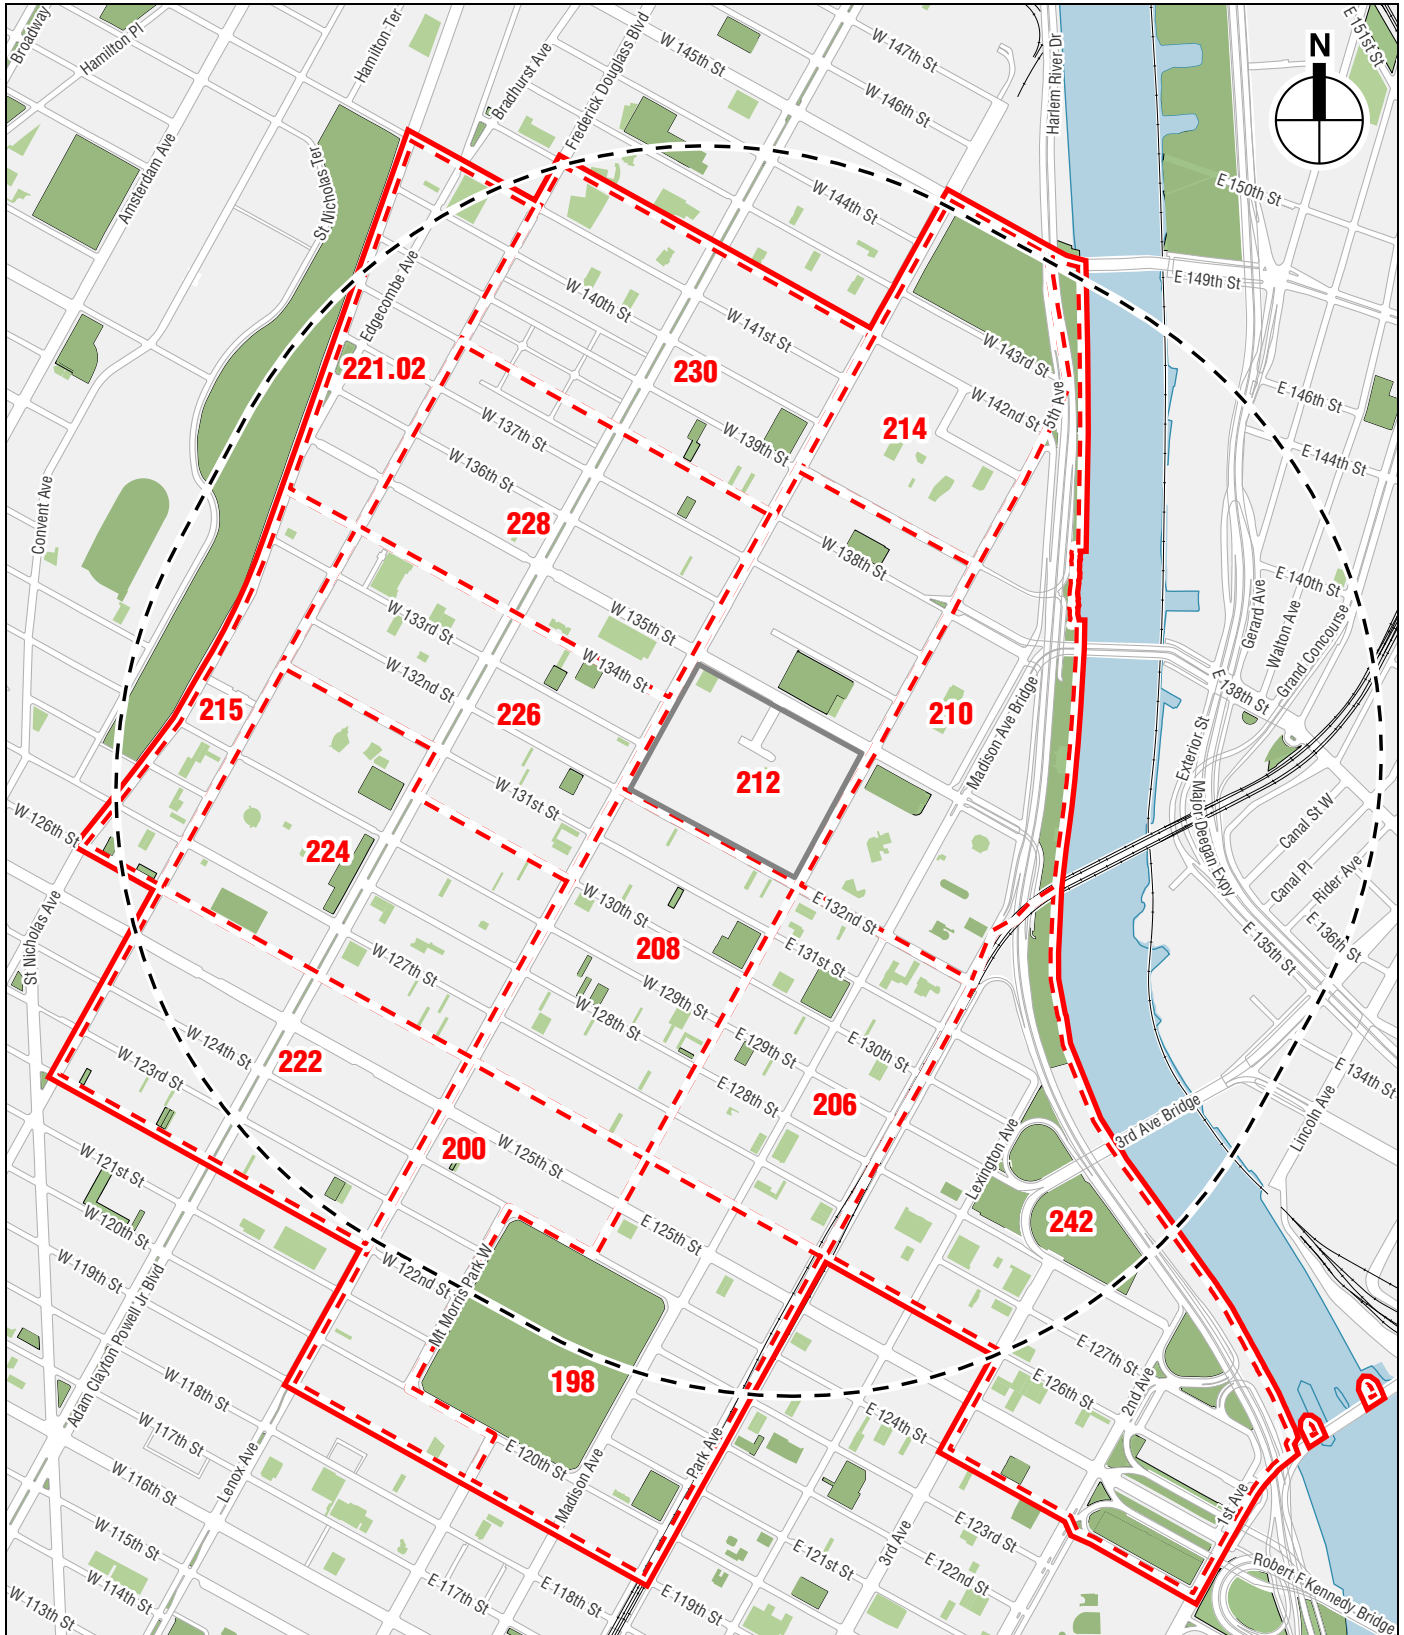 Broadway
Hamilton Pl
Hamilton Ter
Bradhurst Ave
Frederick Douglass Blvd
W 145th St
W 147th St
W 146th St
Harlem River Dr
E 151st St
N
Amsterdam Ave
St Nicholas Ter
W 144th St
E 150th St
E 149th St
Edgecombe Ave
W 140th St
W 141st St
W 143rd St
221.02
230
W 142nd St
5th Ave
E 146th St
W 137th St
W 139th St
214
E 144th St
W 136th St
Convent Ave
228
W 138th St
E 140th St
Gerard Ave
Walton Ave
Grand Concourse
W 133rd St
W 135th St
W 134th St
W 132nd St
E 138th St
215
226
210
Madison Ave Bridge
Exterior St
212
Major Deegan Expy
W 131st St
W 126th St
Canal St W
Canal Pl
Rider Ave
224
W 130th St
E 132nd St
E 136th St
St Nicholas Ave
208
E 131st St
E 135th St
W 127th St
W 129th St
W 128th St
E 129th St
E 130th St
W 124th St
W 123rd St
222
E 128th St
E 134th St
206
3rd Ave Bridge
Lincoln Ave
200
W 125th St
Lexington Ave
W 121st St
W 120th St
E 125th St
242
W 119th St
W 122nd St
Mt Morris Park W
Adam Clayton Powell Jr Blvd
E 127th St
W 118th St
198
E 126th St
2nd Ave
W 117th St
E 124th St
W 116th St
Lenox Ave
E 120th St
Madison Ave
Park Ave
1st Ave
W 115th St
3rd Ave
E 123rd St
W 114th St
E 121st St
E 122nd St
W 113th St
E 117th St
E 118th St
E 119th St
Robert F Kennedy Bridge